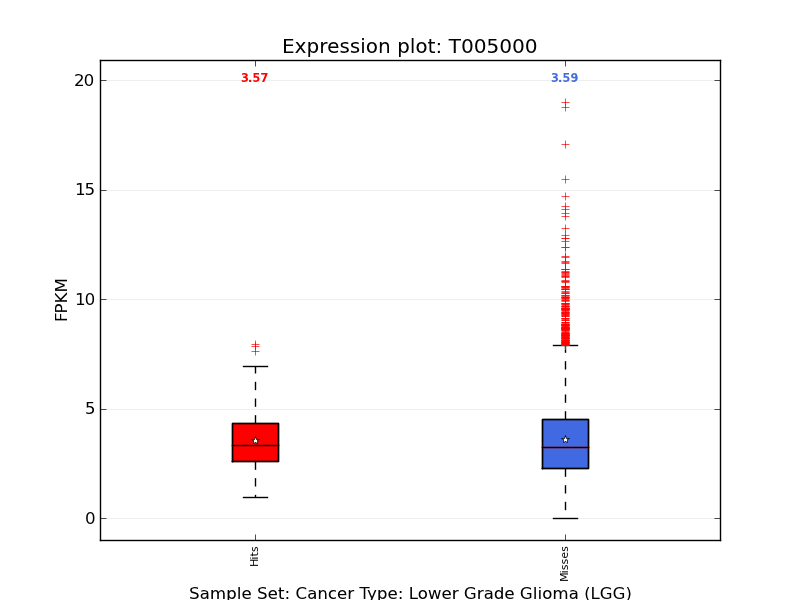 Expression plot: T005000
3.57
3.59
20
15
10
5
0
FPKM
Hits
Misses
Sample Set: Cancer Type: Lower Grade Glioma (LGG)